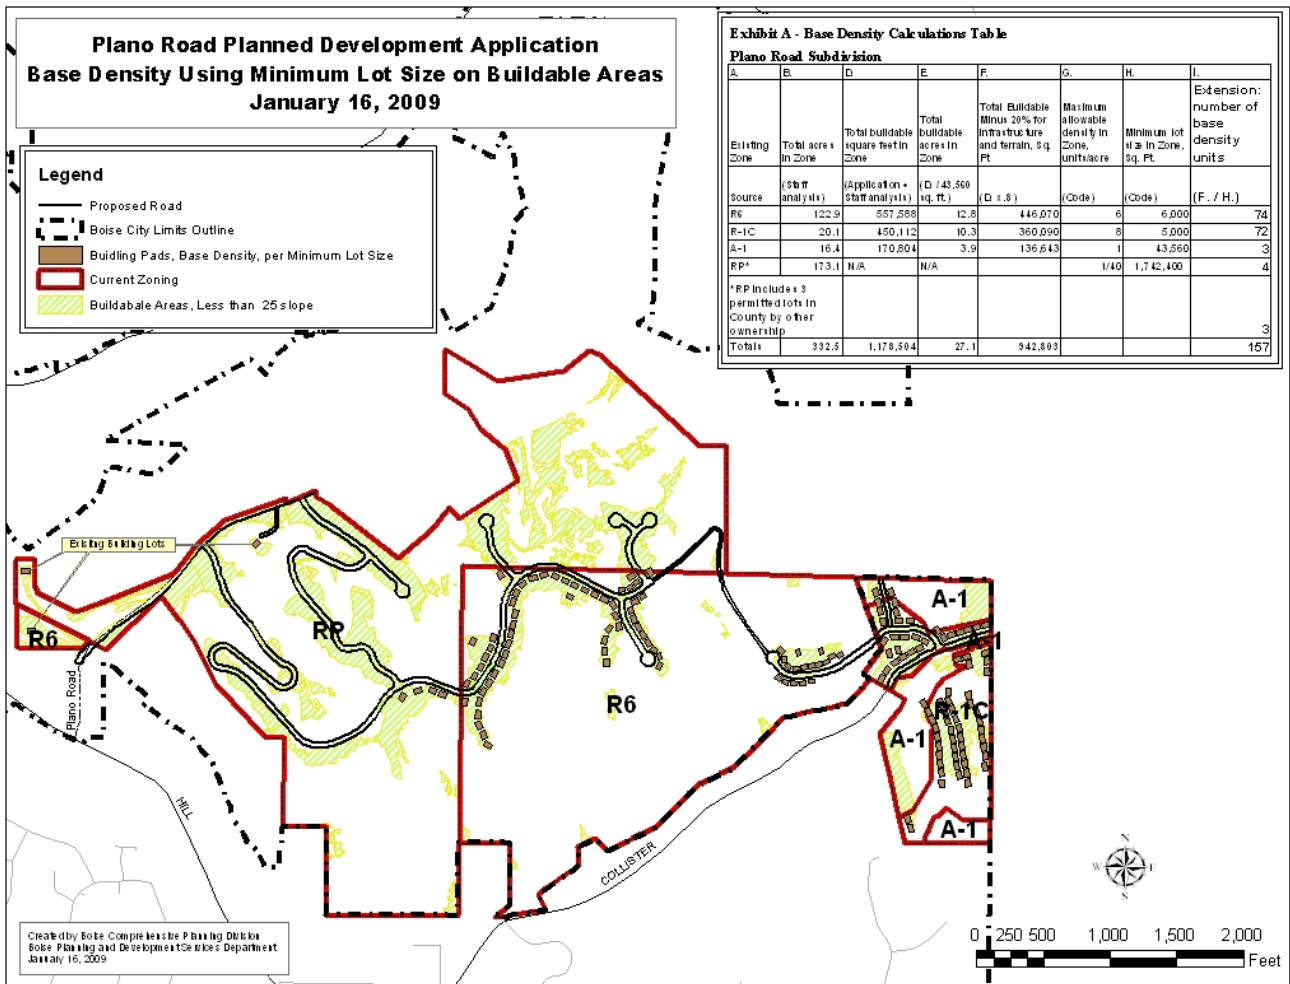 Plano Road Planned Development Application
Base Density Using Minimum Lot Size on Buildable Areas
January 16, 2009
Legend
Proposed Road
Boise City Limits Outline
Buidling Pads, Base Density, per Minimum Lot Size
Current Zoning
Buildabale Areas, Less than 25 slope
Exhibit A - Base Density Calculations Table
Plano Road Subdivision
A. B. D. E. F. G. H. I.
Existing Zone Total acres in Zone Total buildable square feet in Zone Total buildable acres in Zone Total Buildable Minus 20% for infrastructure and terrain, Sq. Ft Maximum allowable density in Zone, units/acre Minimum lot size in Zone, Sq. Ft. Extension: number of base density units
Source (Staff analysis) (Application + Staff analysis) (D / 43,560 sq. ft.) (D x .8) (Code) (Code) (F. / H.)
R6 122.9 557,588 12.8 446,070 6 6,000 74
R-1C 20.1 450,112 10.3 360,090 8 5,000 72
A-1 16.4 170,804 3.9 136,643 1 43,560 3
RP* 173.1 N/A N/A 1/40 1,742,400 4
*RP includes 3 permitted lots in County by other ownership 3
Totals 332.5 1,178,504 27.1 942,803 157
Existing Building Lots
R6
RP
R6
A-1
A-1
R-1C
A-1
A-1
Plano Road
HILL
COLLISTER
N
W E
S
0 250 500 1,000 1,500 2,000
Feet
Created by Boise Comprehensive Planning Division
Boise Planning and Development Services Department
January 16, 2009